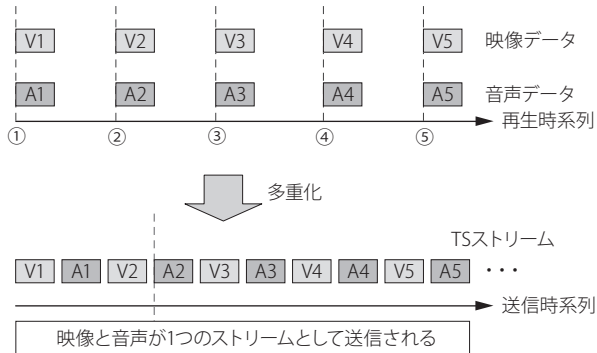 V1 V2 V3 V4 V5 映像データ
A1 A2 A3 A4 A5 音声データ
再生時系列
① ② ③ ④ ⑤
多重化
TSストリーム
V1 A1 V2 A2 V3 A3 V4 A4 V5 A5 ・・・
送信時系列
映像と音声が1つのストリームとして送信される